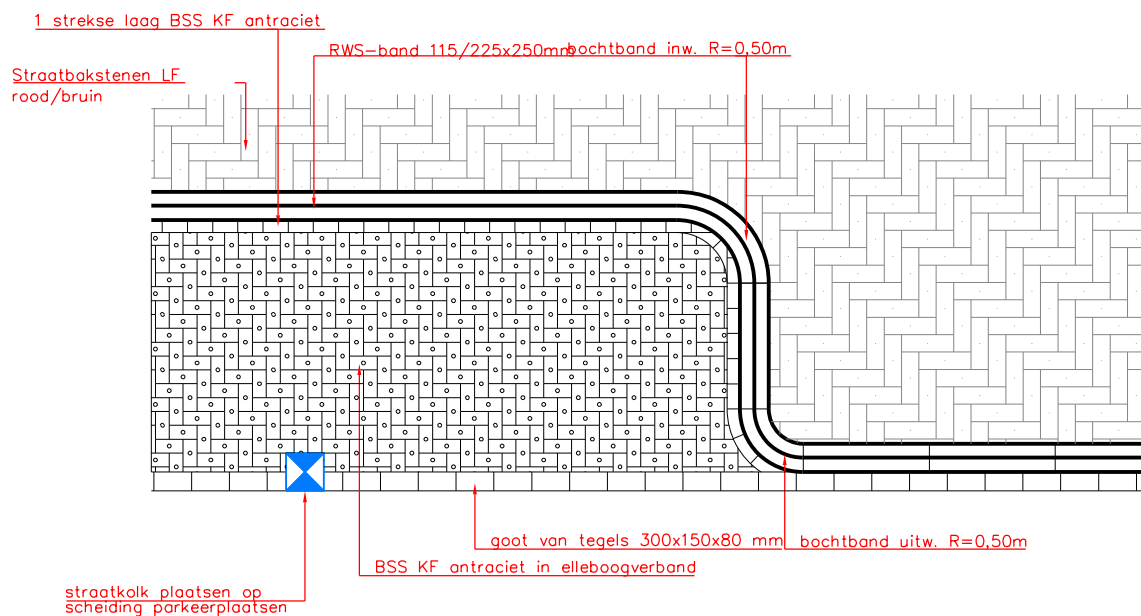 1 strekse laag BSS KF antraciet
RWS-band 115/225x250mm
bochtband inw. R=0,50m
Straatbakstenen LF
rood/bruin
goot van tegels 300x150x80 mm
bochtband uitw. R=0,50m
BSS KF antraciet in elleboogverband
straatkolk plaatsen op
scheiding parkeerplaatsen